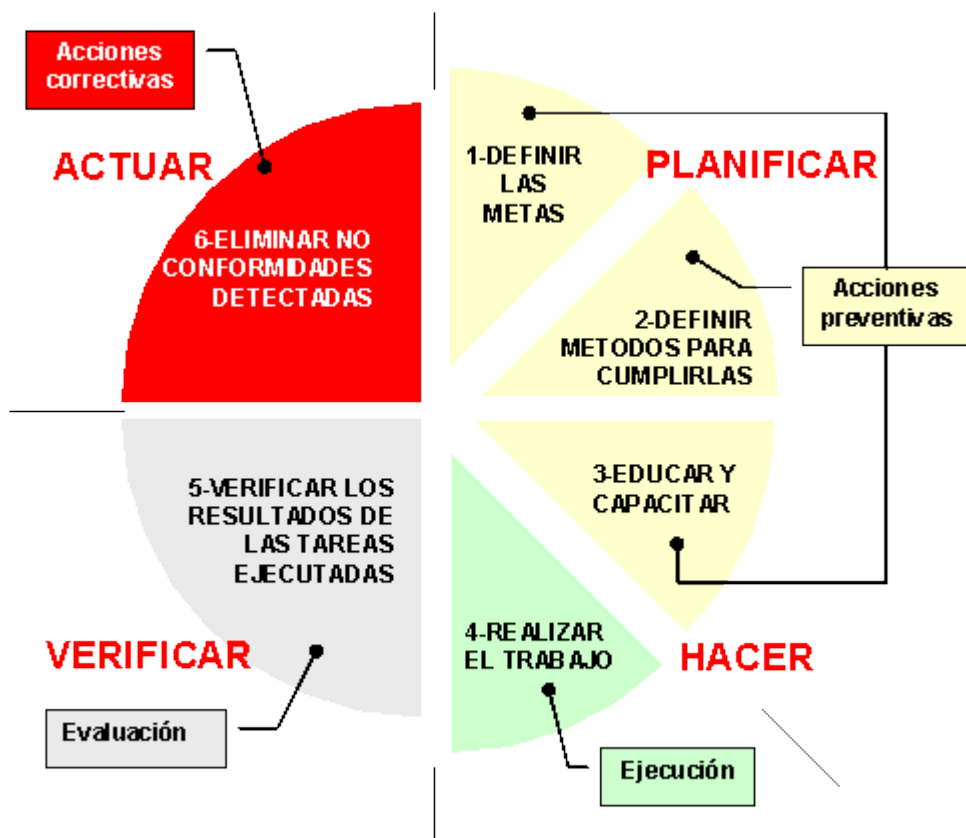 Acciones
correctivas
ACTUAR
6-ELIMINAR NO
CONFORMIDADES
DETECTADAS
1-DEFINIR
LAS
METAS
PLANIFICAR
2-DEFINIR
METODOS PARA
CUMPLIRLAS
Acciones
preventivas
3-EDUCAR Y
CAPACITAR
HACER
4-REALIZAR
EL TRABAJO
Ejecución
5-VERIFICAR LOS
RESULTADOS DE
LAS TAREAS
EJECUTADAS
VERIFICAR
Evaluación